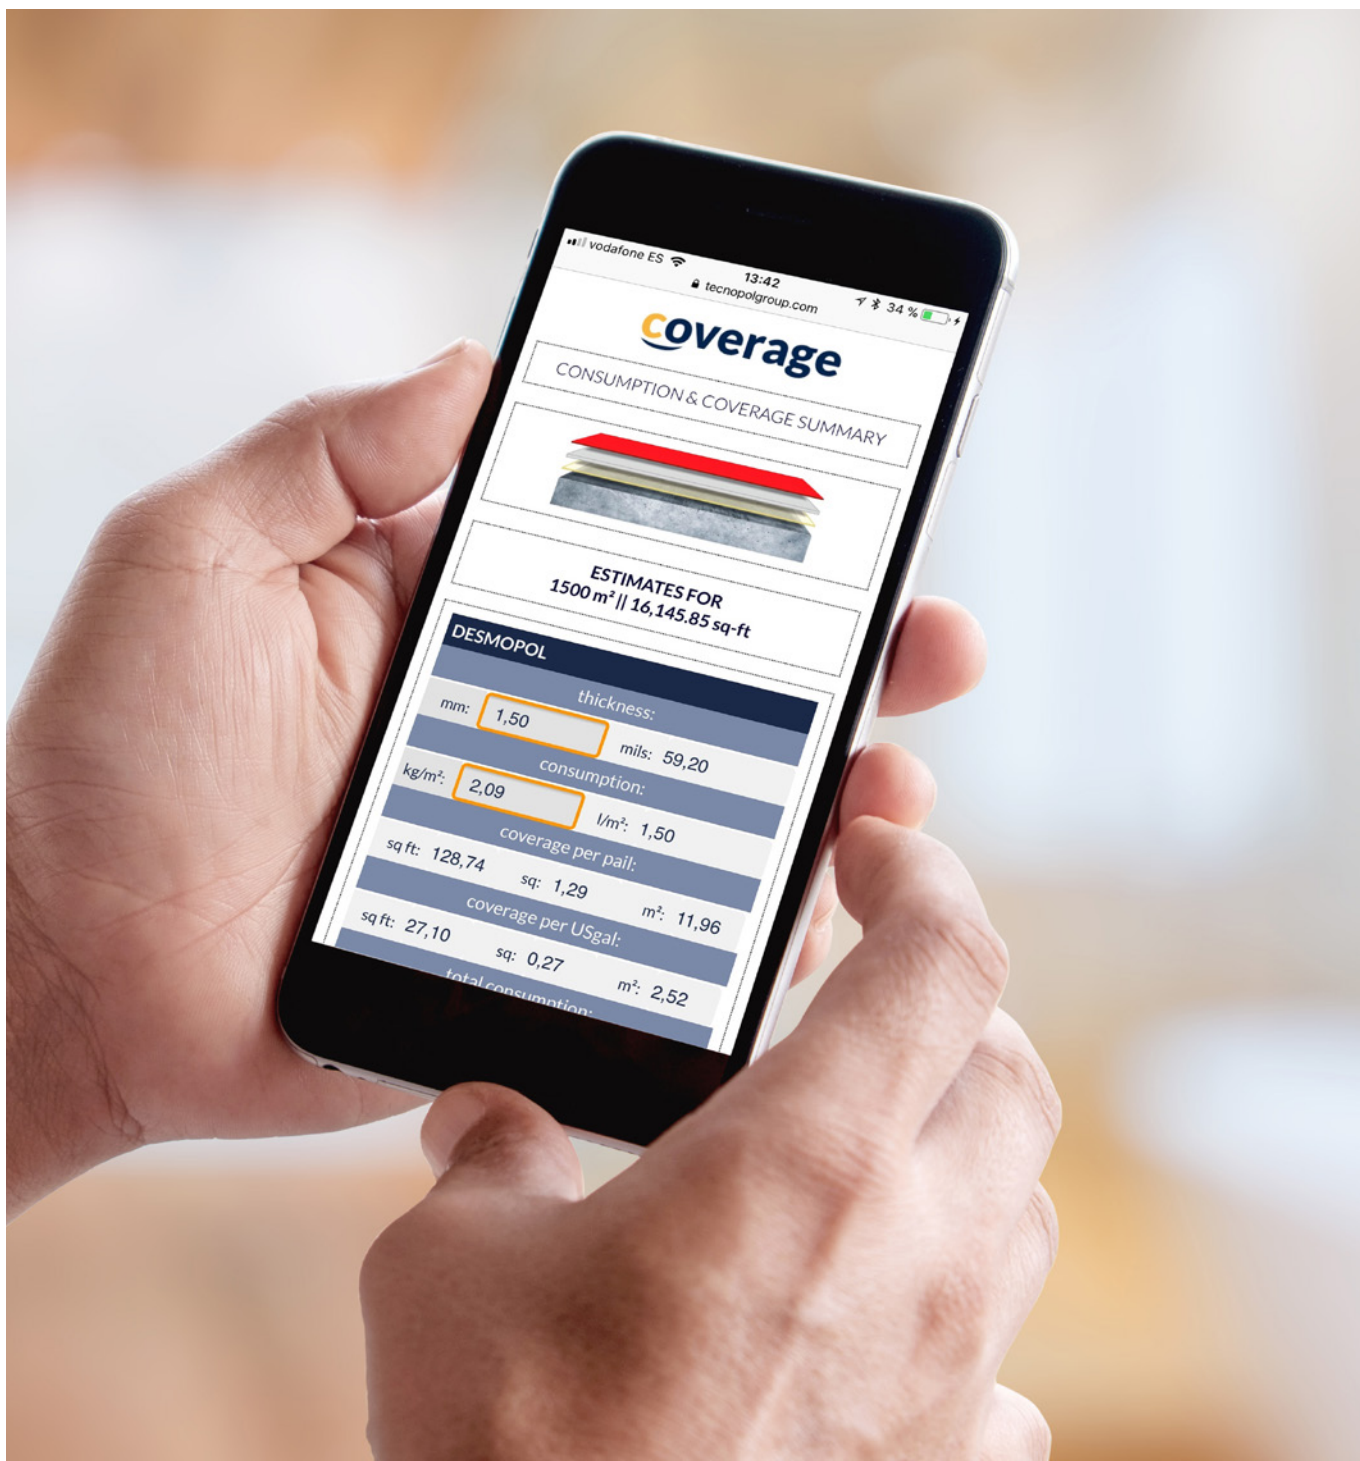 vodafone ES 13:42 34 %
tecnopolgroup.com
coverage
CONSUMPTION & COVERAGE SUMMARY
ESTIMATES FOR
1500 m² || 16,145.85 sq-ft
DESMOPOL
thickness:
mm: 1,50 mils: 59,20
consumption:
kg/m²: 2,09 l/m²: 1,50
coverage per pail:
sq ft: 128,74 sq: 1,29 m²: 11,96
coverage per USgal:
sq ft: 27,10 sq: 0,27 m²: 2,52
total consumption: